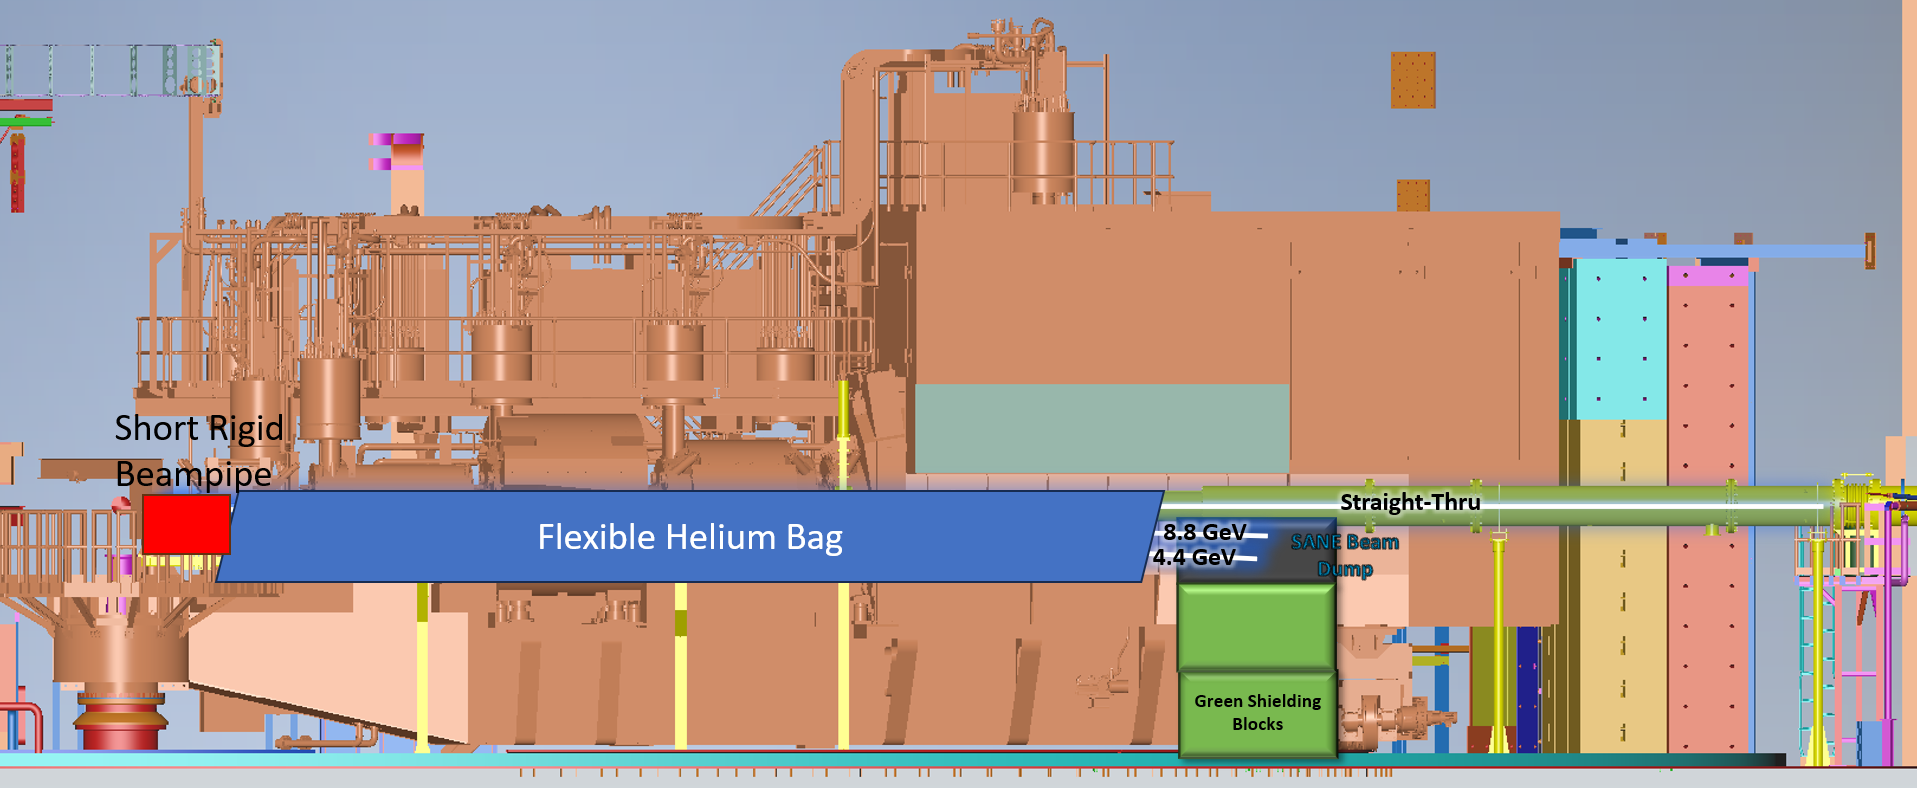 Short Rigid
Beampipe
Flexible Helium Bag
Straight-Thru
8.8 GeV
4.4 GeV
SANE Beam
Dump
Green Shielding
Blocks